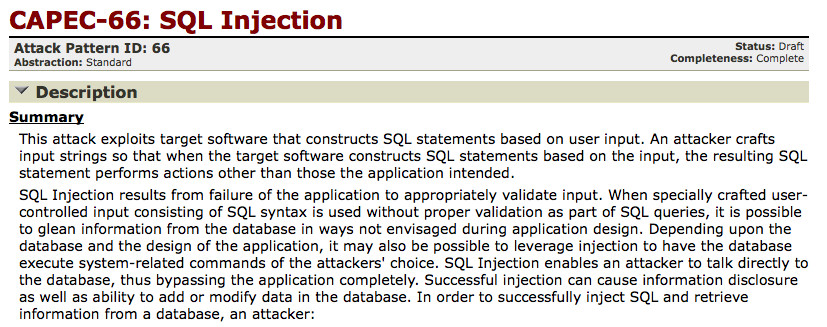 CAPEC-66: SQL Injection
Attack Pattern ID: 66
Abstraction: Standard
Status: Draft
Completeness: Complete
Description
Summary
This attack exploits target software that constructs SQL statements based on user input. An attacker crafts
input strings so that when the target software constructs SQL statements based on the input, the resulting SQL
statement performs actions other than those the application intended.
SQL Injection results from failure of the application to appropriately validate input. When specially crafted user-
controlled input consisting of SQL syntax is used without proper validation as part of SQL queries, it is possible
to glean information from the database in ways not envisaged during application design. Depending upon the
database and the design of the application, it may also be possible to leverage injection to have the database
execute system-related commands of the attackers' choice. SQL Injection enables an attacker to talk directly to
the database, thus bypassing the application completely. Successful injection can cause information disclosure
as well as ability to add or modify data in the database. In order to successfully inject SQL and retrieve
information from a database, an attacker: